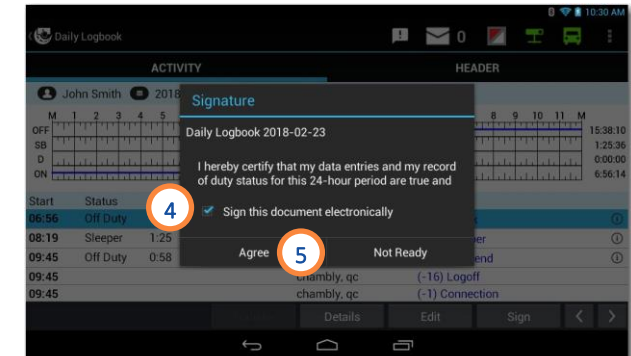 10:30 AM
Daily Logbook
0
ACTIVITY
HEADER
John Smith
2018
Signature
M 1 2 3 4 5
8 9 10 11 M
OFF
15:38:10
SB
1:25:36
D
0:00:00
ON
6:56:14
Daily Logbook 2018-02-23
I hereby certify that my data entries and my record
of duty status for this 24-hour period are true and
4
Sign this document electronically
Agree
5
Not Ready
Start Status
06:56 Off Duty
08:19 Sleeper 1:25
09:45 Off Duty 0:58
09:45 chambly, qc (-16) Logoff
09:45 chambly, qc (-1) Connection
Details
Edit
Sign